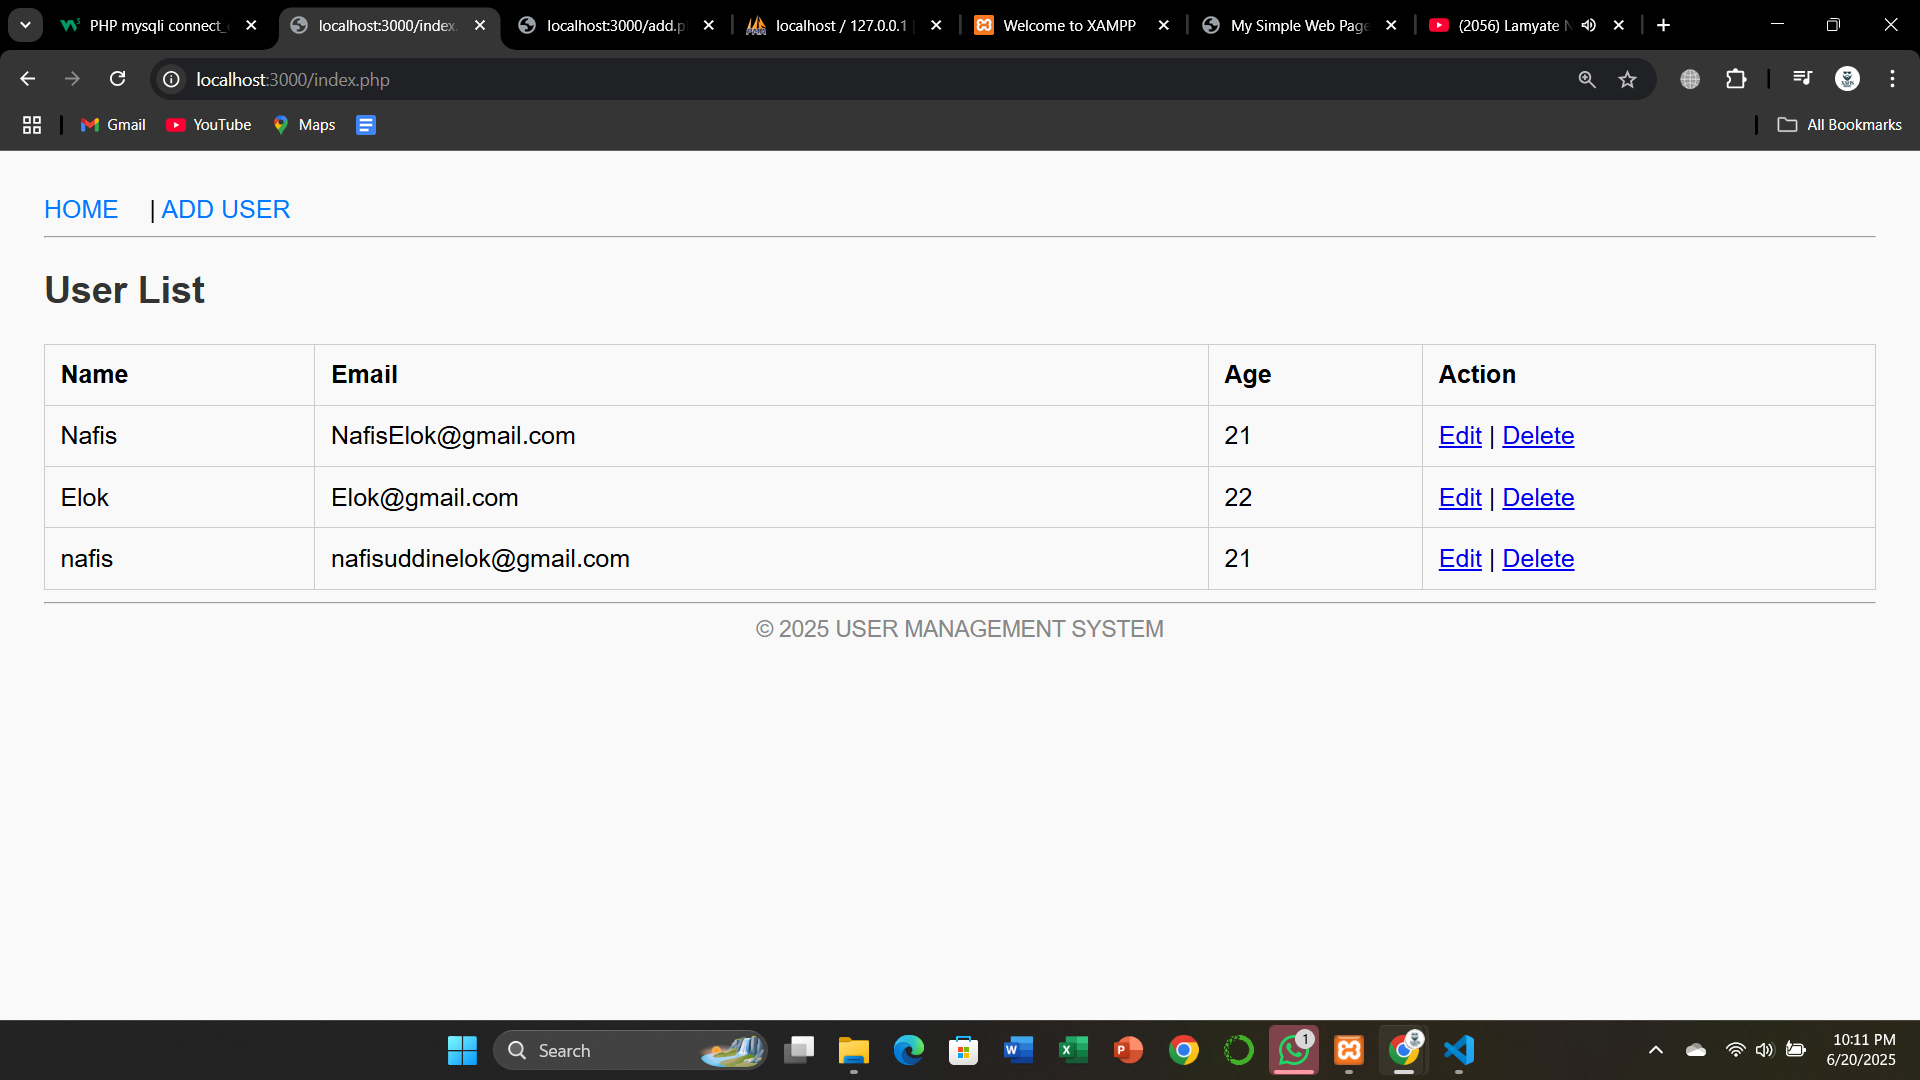 PHP mysqli connect_
localhost:3000/index.
localhost:3000/add.p
localhost / 127.0.0.1
Welcome to XAMPP
My Simple Web Page
(2056) Lamyate N
localhost:3000/index.php
Gmail
YouTube
Maps
All Bookmarks
HOME | ADD USER
User List
Name Email Age Action
Nafis NafisElok@gmail.com 21 Edit | Delete
Elok Elok@gmail.com 22 Edit | Delete
nafis nafisuddinelok@gmail.com 21 Edit | Delete
© 2025 USER MANAGEMENT SYSTEM
Search
1
10:11 PM
6/20/2025